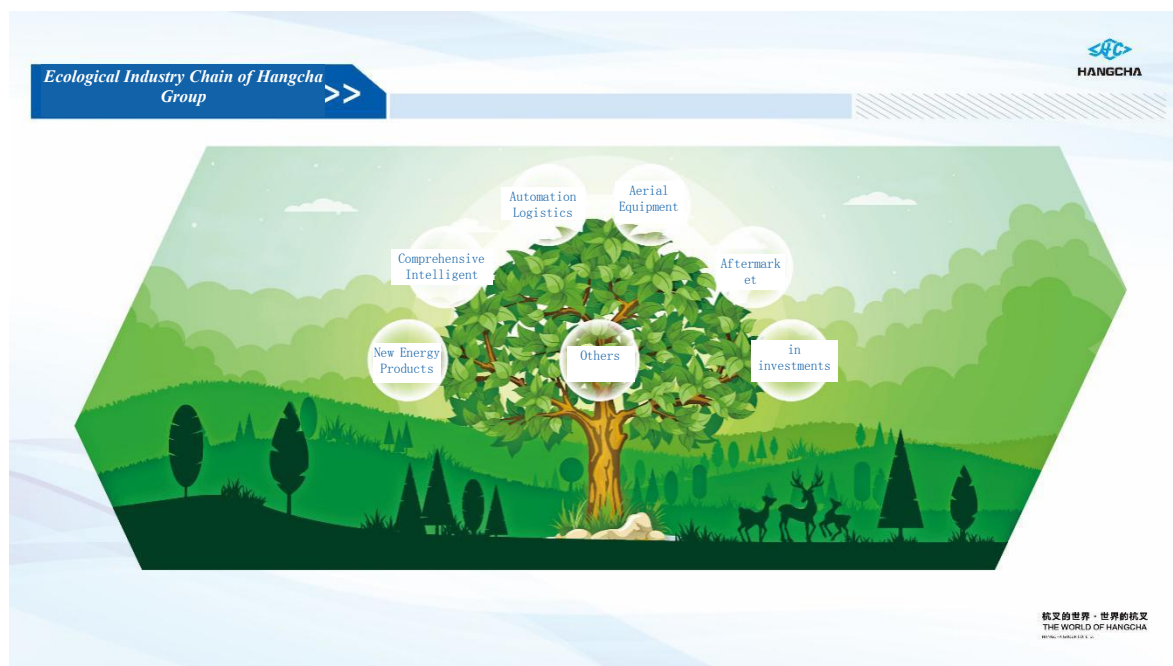 Ecological Industry Chain of Hangcha
Group
>>
HC
HANGCHA
Automation
Logistics
Aerial
Equipment
Comprehensive
Intelligent
Aftermark
et
New Energy
Products
Others
in
investments
杭叉的世界 · 世界的杭叉
THE WORLD OF HANGCHA